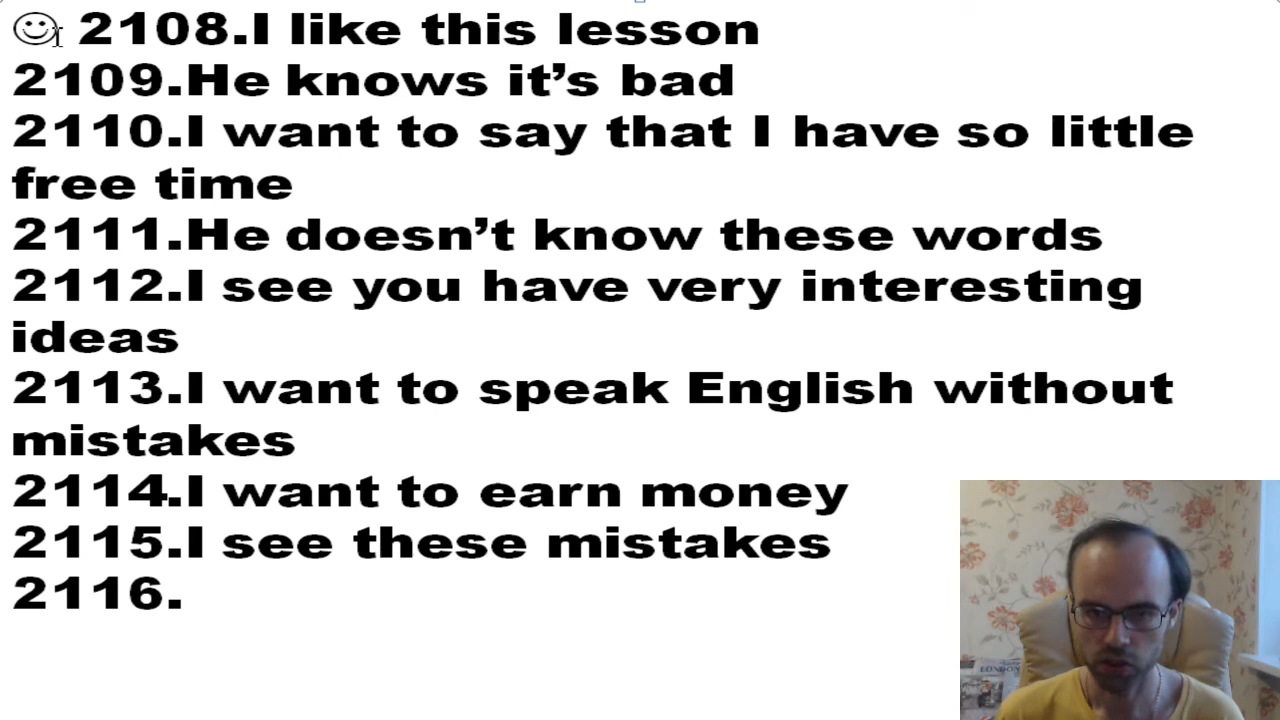 ☺ 2108.I like this lesson
2109.He knows it’s bad
2110.I want to say that I have so little
free time
2111.He doesn’t know these words
2112.I see you have very interesting
ideas
2113.I want to speak English without
mistakes
2114.I want to earn money
2115.I see these mistakes
2116.
LONDON